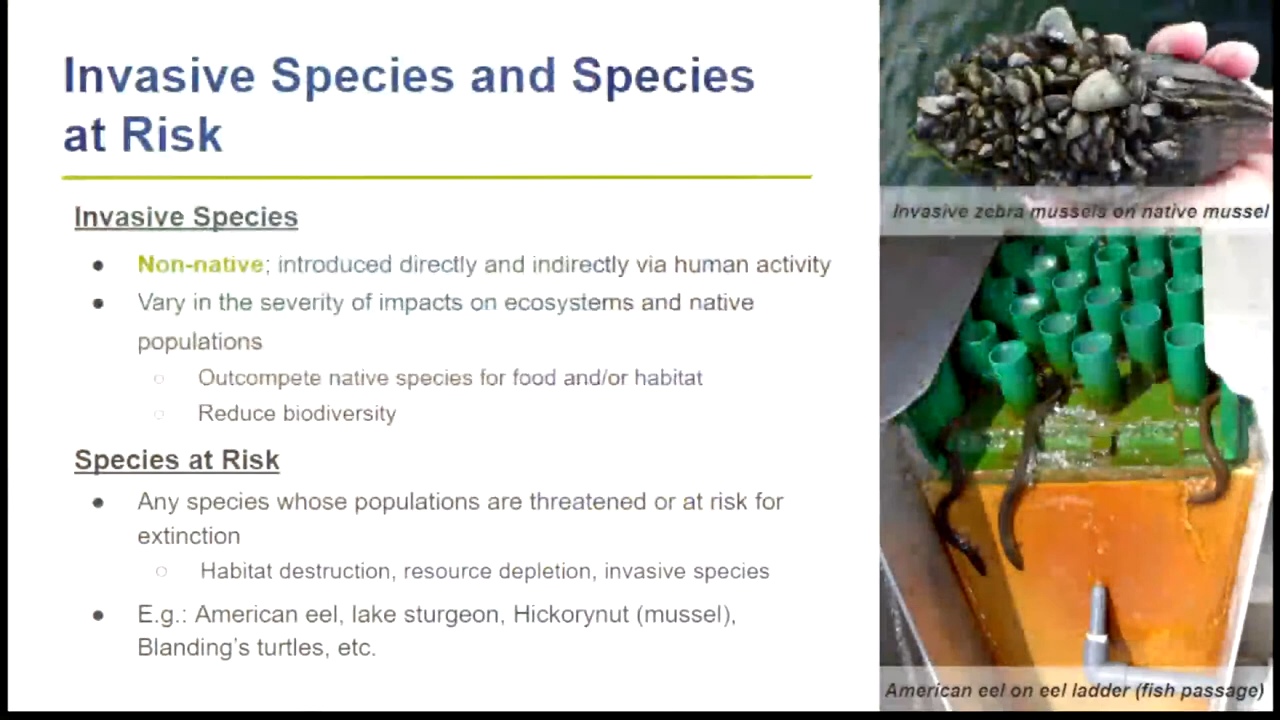 Invasive Species and Species
at Risk
Invasive Species
● Non-native; introduced directly and indirectly via human activity
● Vary in the severity of impacts on ecosystems and native
populations
○ Outcompete native species for food and/or habitat
○ Reduce biodiversity
Species at Risk
● Any species whose populations are threatened or at risk for
extinction
○ Habitat destruction, resource depletion, invasive species
● E.g.: American eel, lake sturgeon, Hickorynut (mussel),
Blanding's turtles, etc.
Invasive zebra mussels on native mussel
American eel on eel ladder (fish passage)